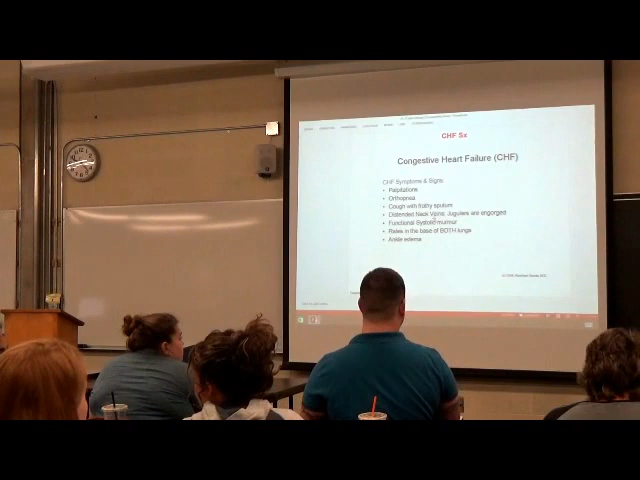 CHF Sx
Congestive Heart Failure (CHF)
CHF Symptoms & Signs
• Palpitations
• Orthopnea
• Cough with frothy sputum
• Distended Neck Veins: Jugulars are engorged
• Functional Systolic murmur
• Rales in the base of BOTH lungs
• Ankle edema